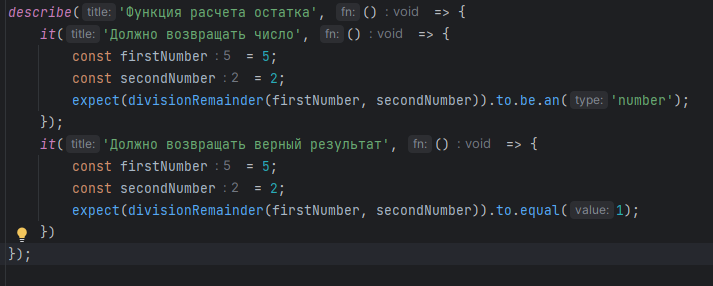 describe( title: 'Функция расчета остатка', fn: () : void => {
it( title: 'Должно возвращать число', fn: () : void => {
const firstNumber : 5 = 5;
const secondNumber : 2 = 2;
expect(divisionRemainder(firstNumber, secondNumber)).to.be.an( type: 'number');
});
it( title: 'Должно возвращать верный результат', fn: () : void => {
const firstNumber : 5 = 5;
const secondNumber : 2 = 2;
expect(divisionRemainder(firstNumber, secondNumber)).to.equal( value: 1);
})
});